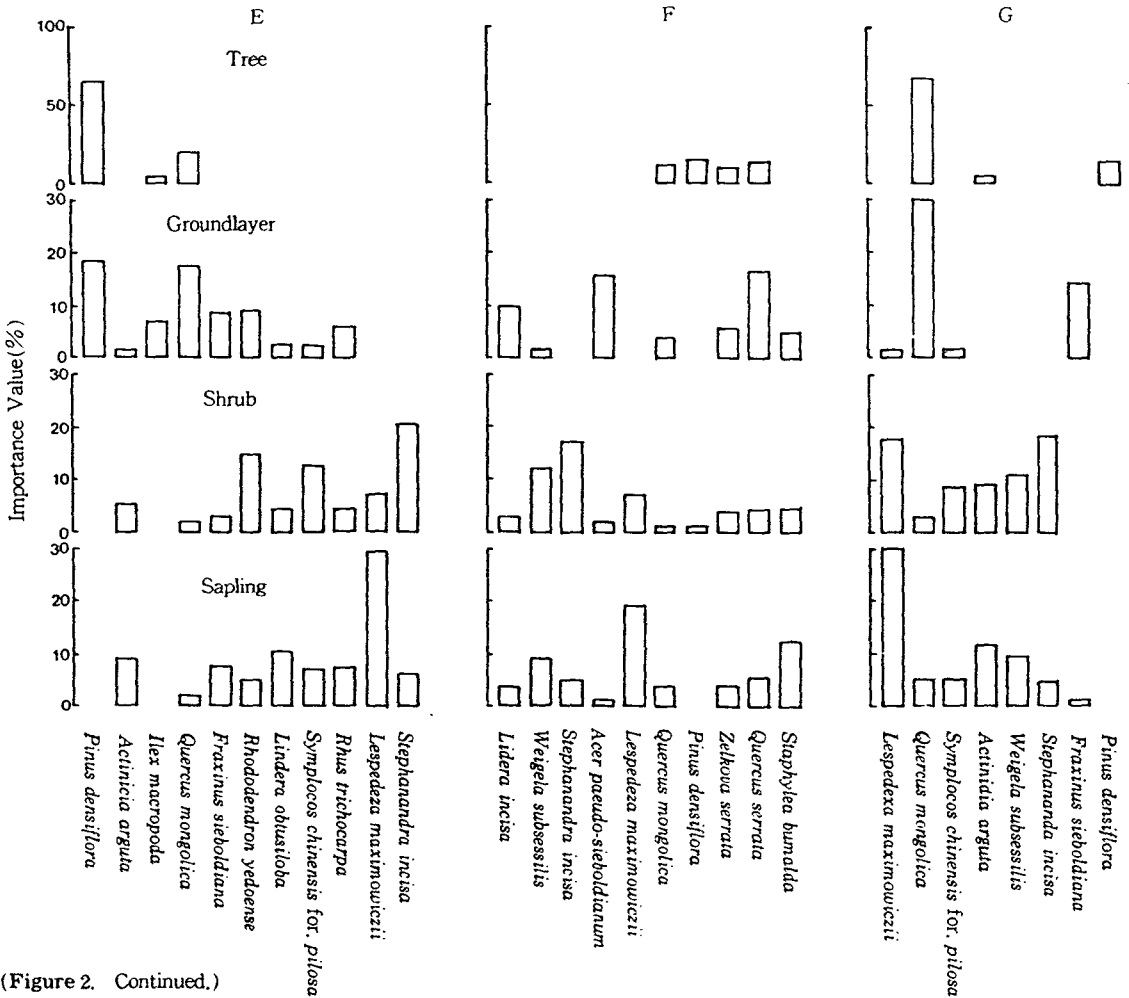 E
F
G
Tree
100
50
0
Groundlayer
30
20
10
0
Shrub
30
20
10
0
Sapling
30
20
10
0
Importance Value(%)
Pinus densiflora
Actinicia arguta
Ilex macropoda
Quercus mongolica
Fraxinus sieboldiana
Rhododendron yedoense
Lindera obtusiloba
Symplocos chinensis for. pilosa
Rhus trichocarpa
Lespedeza maximowiczii
Stephanandra incisa
Lidera incisa
Weigela subsessilis
Stephanandra incisa
Acer paeudo-sieboldianum
Lespedeza maximowiczii
Quercus mongolica
Pinus densiflora
Zelkova serrata
Quercus serrata
Staphylea bumalda
Lespedexa maximowiczii
Quercus mongolica
Symplocos chinensis for. pilosa
Actinidia arguta
Weigela subsessilis
Stephananda incisa
Fraxinus sieboldiana
Pinus densiflora
(Figure 2. Continued.)